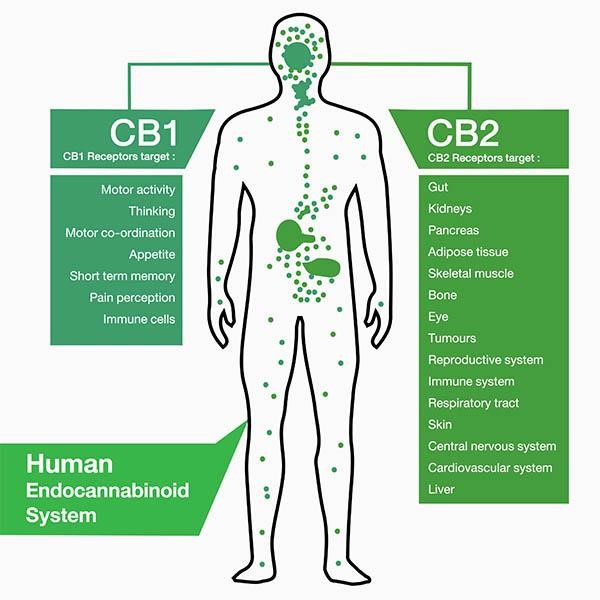 CB1
CB1 Receptors target :
Motor activity
Thinking
Motor co-ordination
Appetite
Short term memory
Pain perception
Immune cells
CB2
CB2 Receptors target :
Gut
Kidneys
Pancreas
Adipose tissue
Skeletal muscle
Bone
Eye
Tumours
Reproductive system
Immune system
Respiratory tract
Skin
Central nervous system
Cardiovascular system
Liver
Human
Endocannabinoid
System